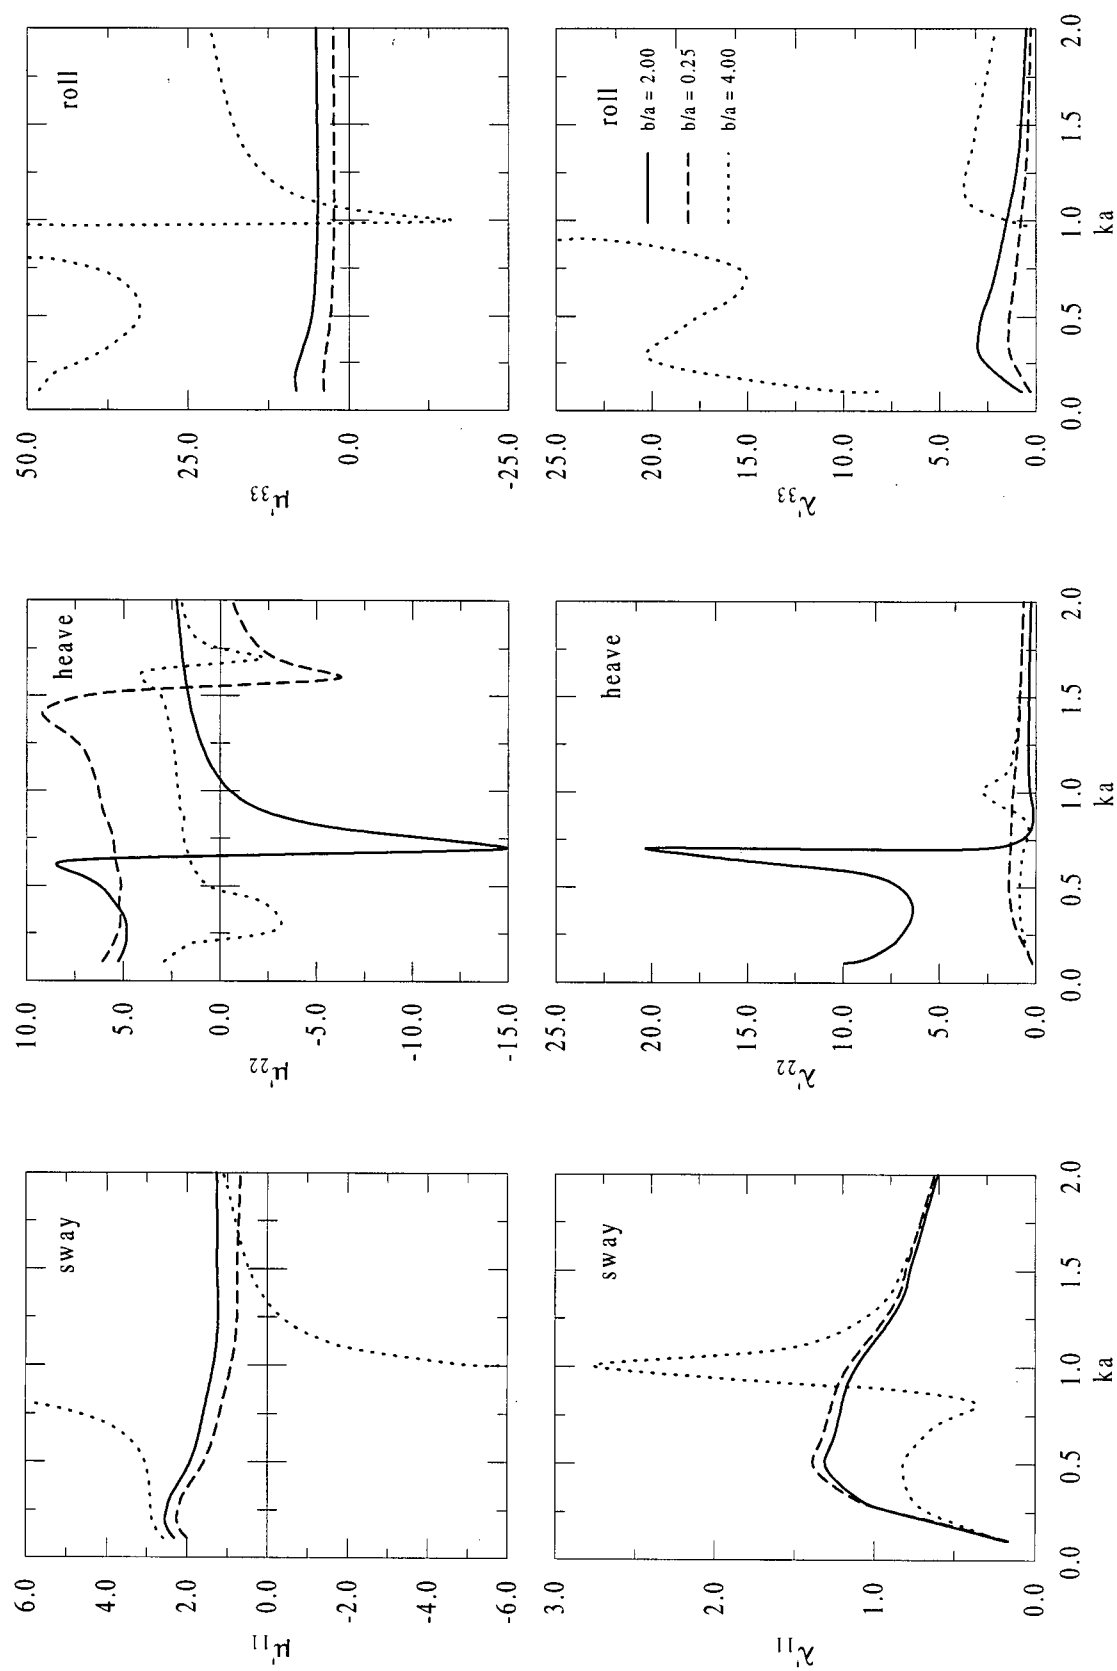 sway
6.0
4.0
2.0
0.0
-2.0
-4.0
-6.0
μ'11
heave
10.0
5.0
0.0
-5.0
-10.0
-15.0
μ'22
roll
50.0
25.0
0.0
-25.0
μ'33
sway
3.0
2.0
1.0
0.0
λ'11
0.0 0.5 1.0 1.5 2.0
ka
heave
25.0
20.0
15.0
10.0
5.0
0.0
λ'22
0.0 0.5 1.0 1.5 2.0
ka
roll
b/a = 2.00
b/a = 0.25
b/a = 4.00
25.0
20.0
15.0
10.0
5.0
0.0
λ'33
0.0 0.5 1.0 1.5 2.0
ka